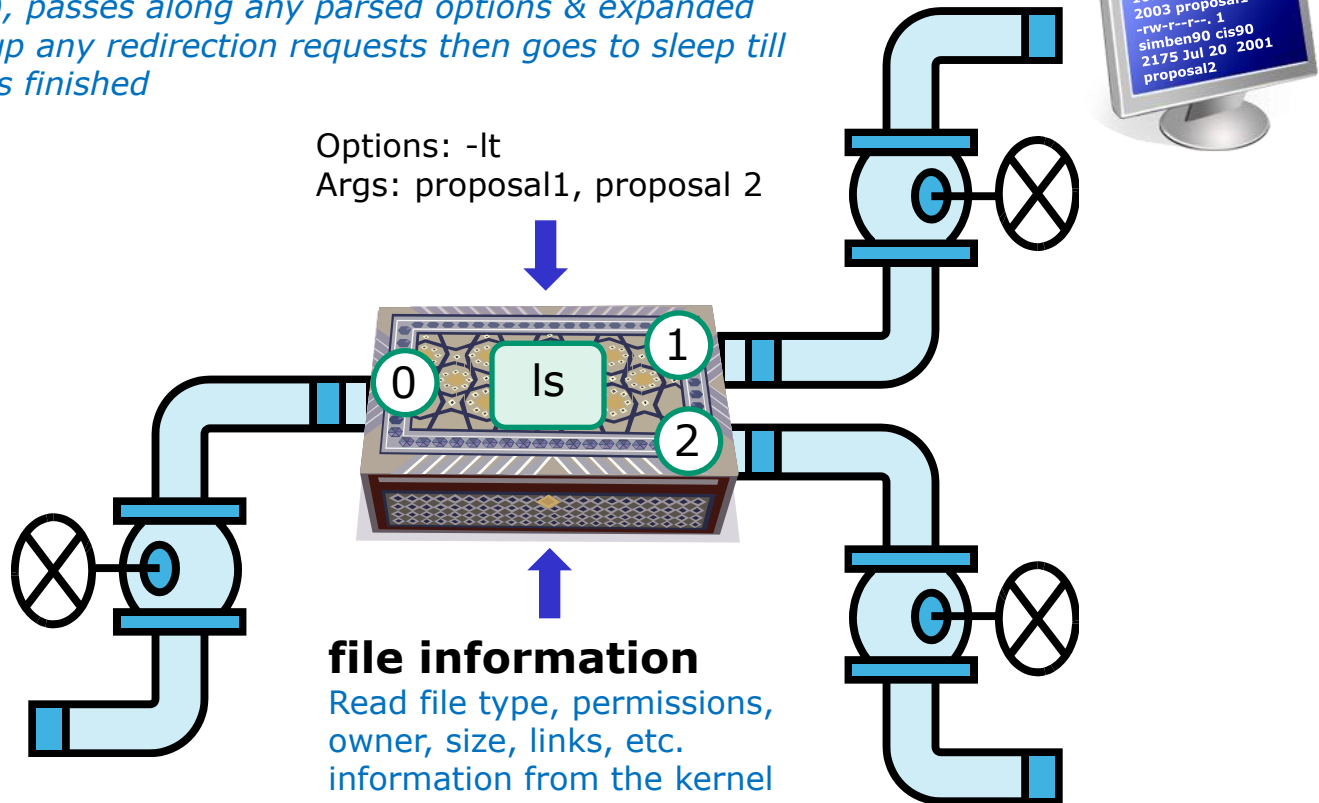 , passes along any parsed options & expanded
up any redirection requests then goes to sleep till
s finished
2003 proposal1
-rw-r--r--. 1
simben90 cis90
2175 Jul 20 2001
proposal2
Options: -lt
Args: proposal1, proposal 2
0
ls
1
2
file information
Read file type, permissions,
owner, size, links, etc.
information from the kernel